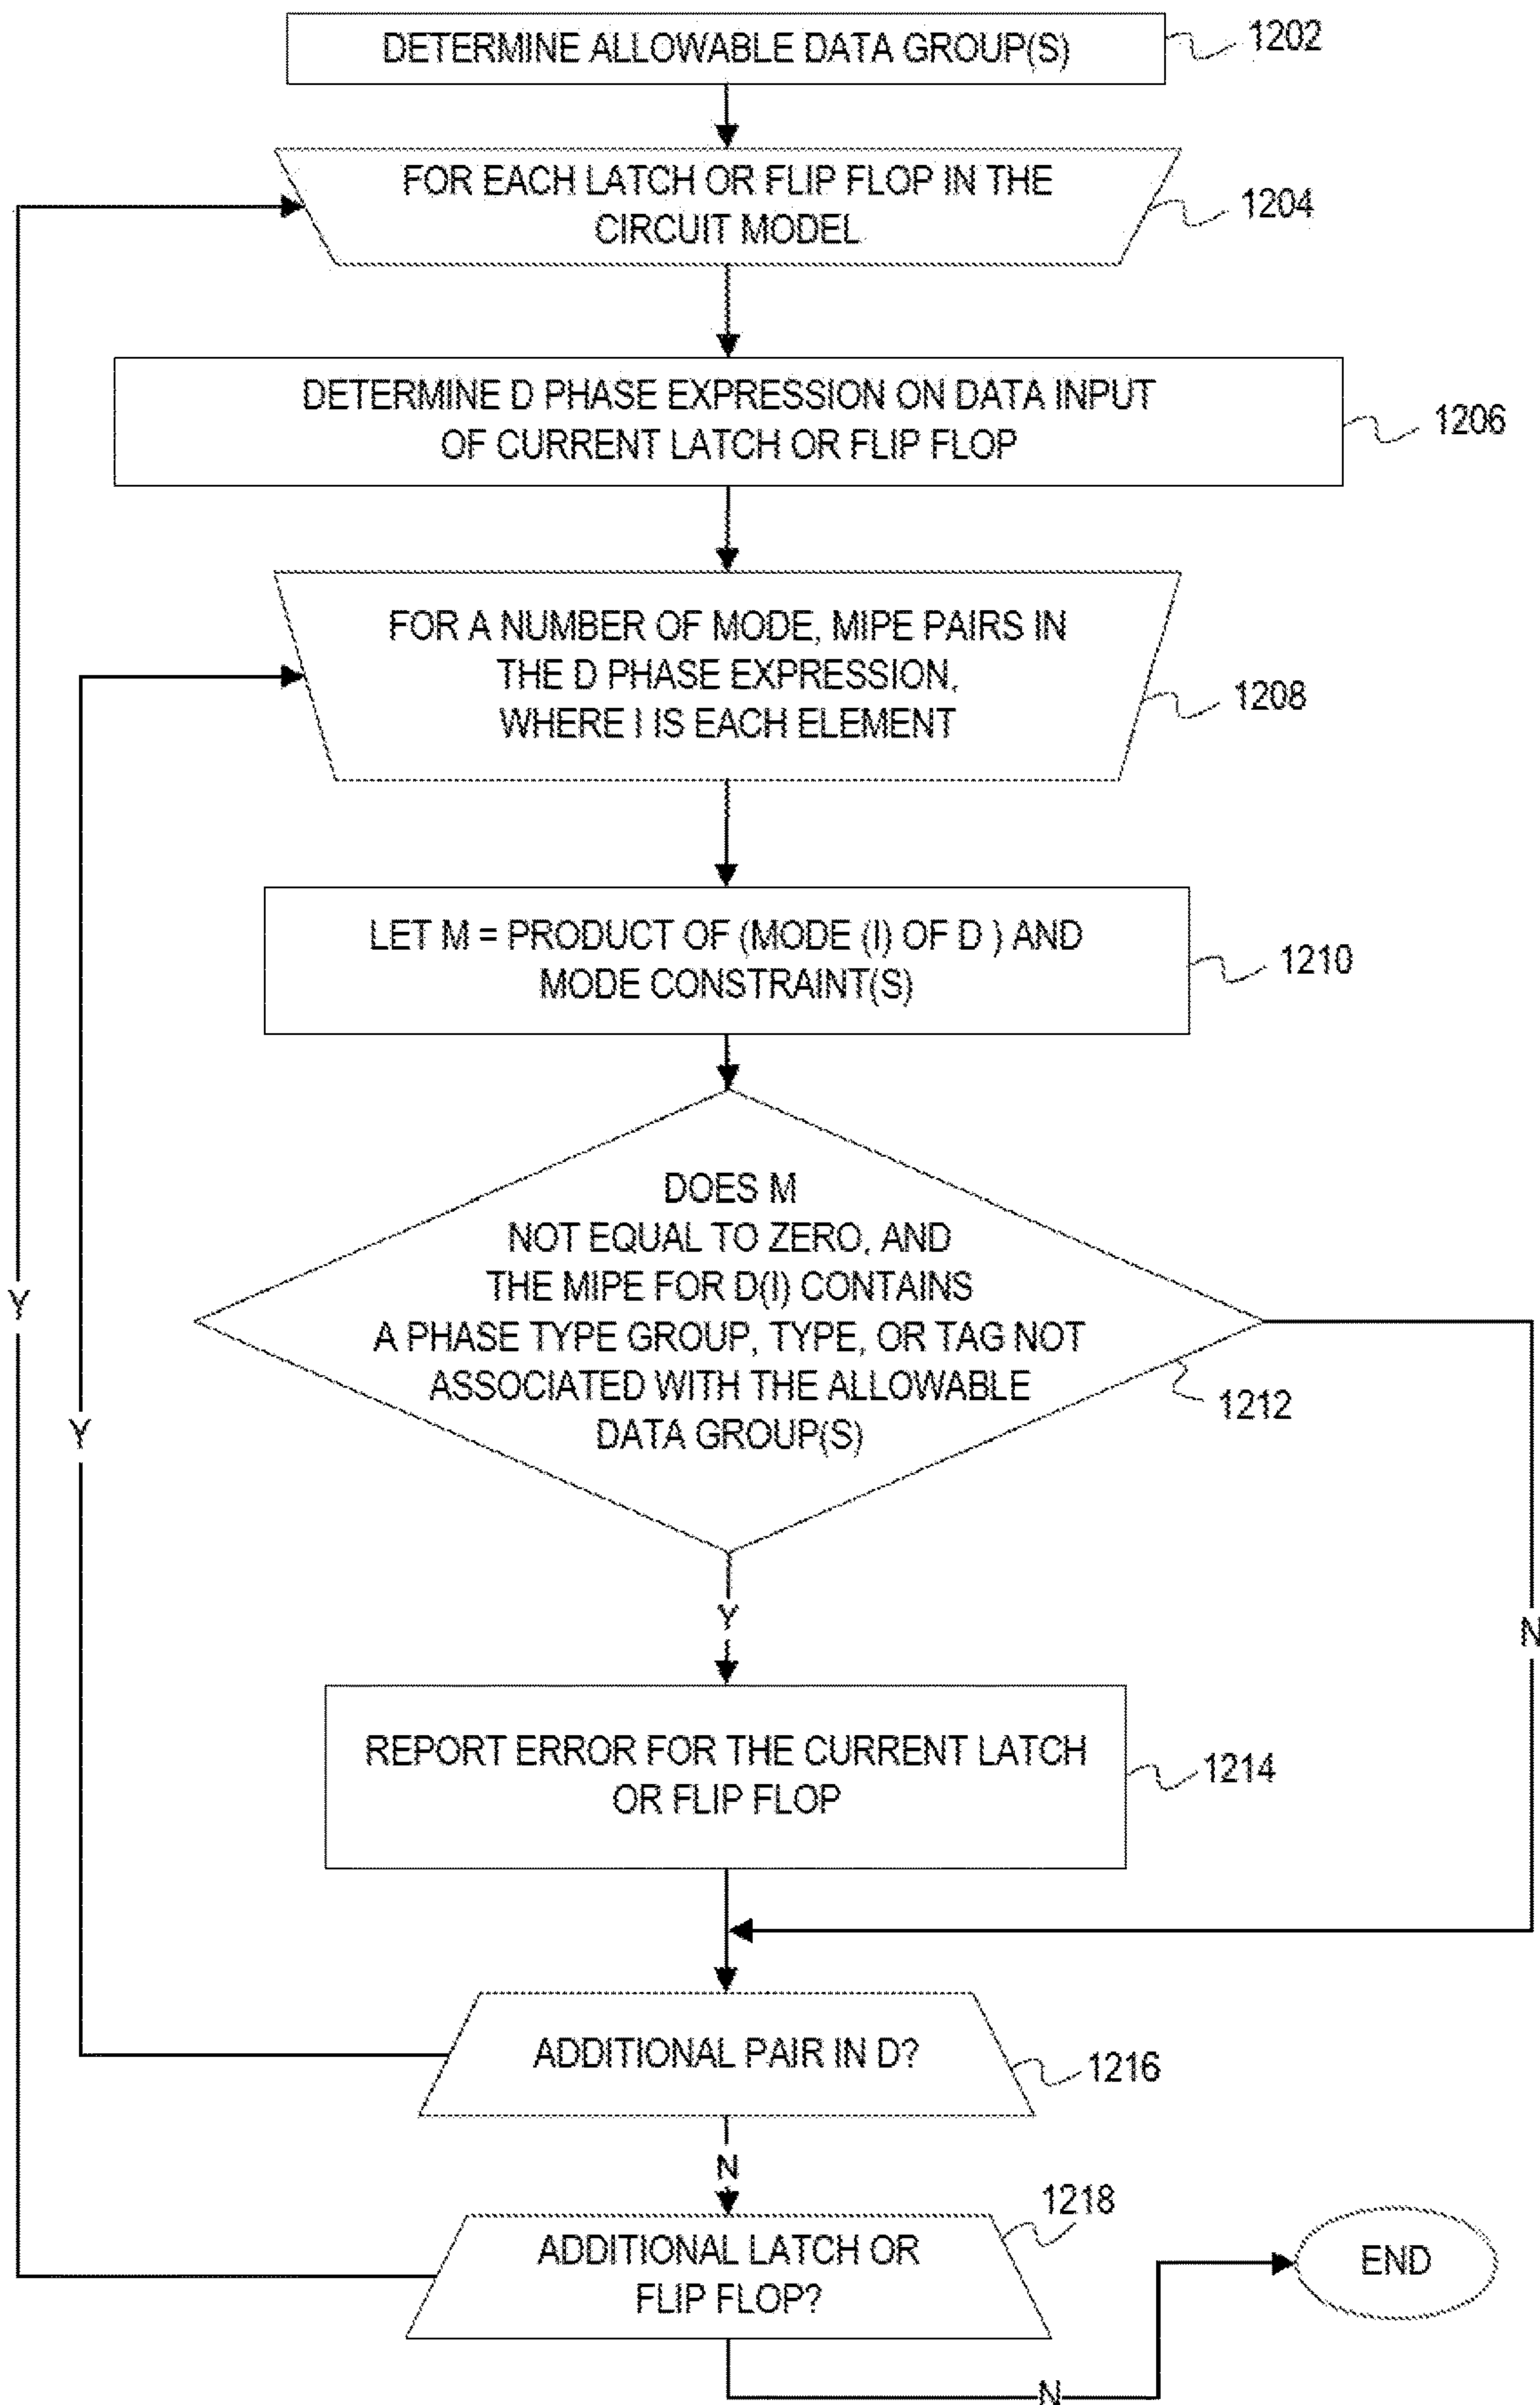 DETERMINE ALLOWABLE DATA GROUP(S)
1202
FOR EACH LATCH OR FLIP FLOP IN THE
CIRCUIT MODEL
1204
DETERMINE D PHASE EXPRESSION ON DATA INPUT
OF CURRENT LATCH OR FLIP FLOP
1206
FOR A NUMBER OF MODE, MIPE PAIRS IN
THE D PHASE EXPRESSION,
WHERE I IS EACH ELEMENT
1208
LET M = PRODUCT OF (MODE (I) OF D ) AND
MODE CONSTRAINT(S)
1210
DOES M
NOT EQUAL TO ZERO, AND
THE MIPE FOR D(I) CONTAINS
A PHASE TYPE GROUP, TYPE, OR TAG NOT
ASSOCIATED WITH THE ALLOWABLE
DATA GROUP(S)
1212
Y
Y
Y
N
REPORT ERROR FOR THE CURRENT LATCH
OR FLIP FLOP
1214
ADDITIONAL PAIR IN D?
1216
N
ADDITIONAL LATCH OR
FLIP FLOP?
1218
END
N